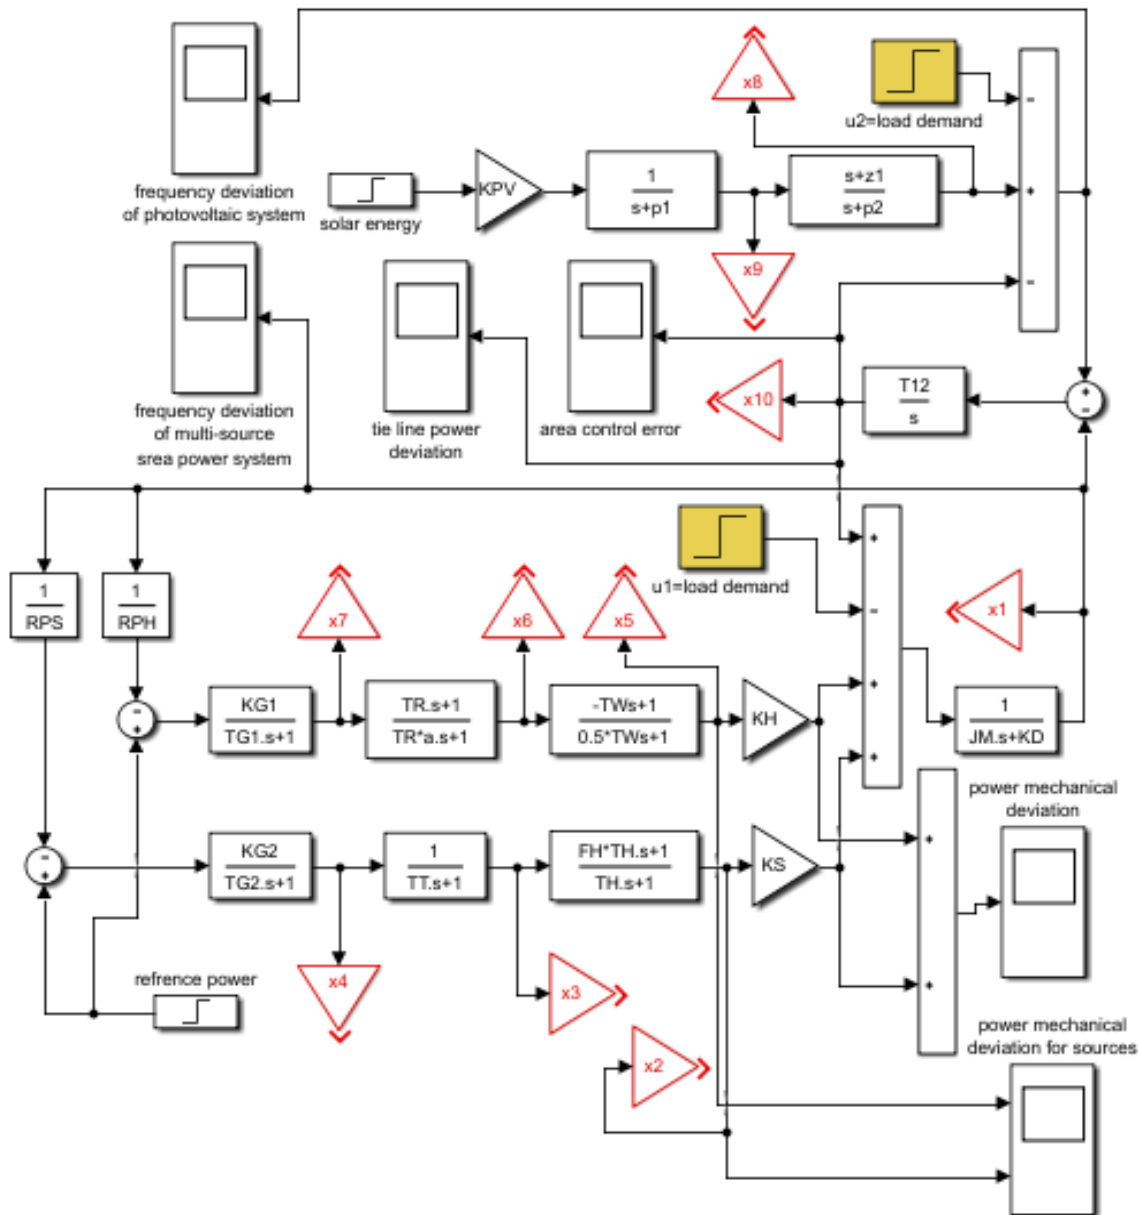 x8
u2=load demand
-
frequency deviation
of photovoltaic system
solar energy
KPV
1
s+p1
s+z1
s+p2
+
x9
-
frequency deviation
of multi-source
srea power system
tie line power
deviation
area control error
x10
T12
s
+
-
1
RPS
1
RPH
x7
x6
x5
u1=load demand
+
-
+
+
x1
-
+
KG1
TG1.s+1
TR.s+1
TR*a.s+1
-TWs+1
0.5*TWs+1
KH
1
JM.s+KD
power mechanical
deviation
-
+
KG2
TG2.s+1
1
TT.s+1
FH*TH.s+1
TH.s+1
KS
+
+
refrence power
x4
x3
x2
power mechanical
deviation for sources